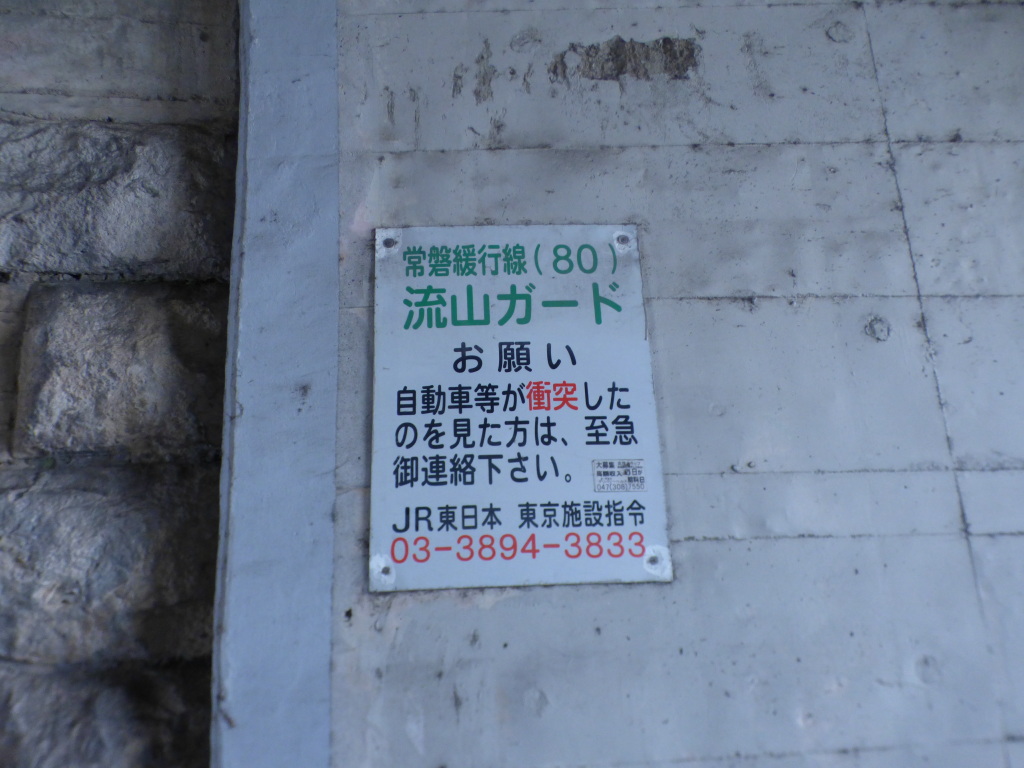 常磐緩行線(80)
流山ガード
お願い
自動車等が衝突した
のを見た方は、至急
御連絡下さい。
JR東日本 東京施設指令
03-3894-3833